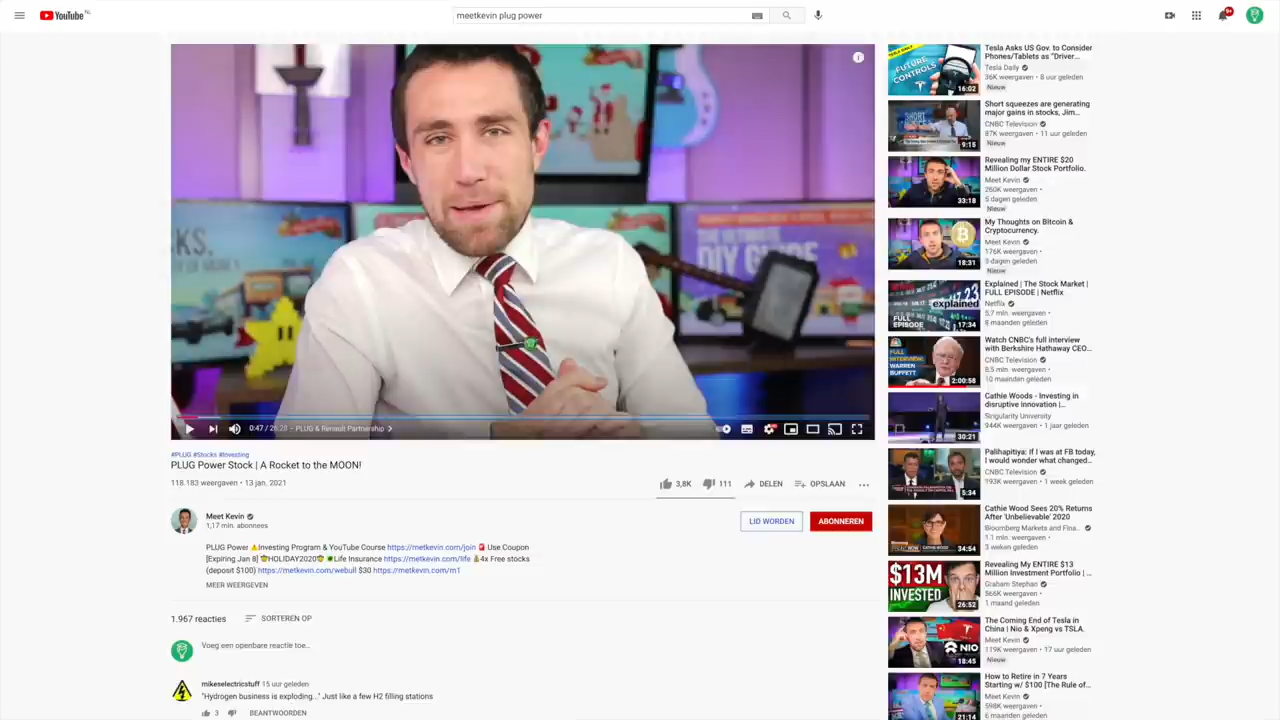 YouTube NL
meetkevin plug power
9+
0:47 / 26:28 • PLUG & Renault Partnership
#PLUG #Stocks #Investing
PLUG Power Stock | A Rocket to the MOON!
118.183 weergaven • 13 jan. 2021
3,8K
111
DELEN
OPSLAAN
Meet Kevin
1,17 mln. abonnees
LID WORDEN
ABONNEREN
PLUG Power ⚠️Investing Program & YouTube Course https://metkevin.com/join 🚨 Use Coupon
[Expiring Jan 8] HOLIDAY2020 Life Insurance https://metkevin.com/life 💰4x Free stocks
(deposit $100) https://metkevin.com/webull $30 https://metkevin.com/m1
MEER WEERGEVEN
1.967 reacties
SORTEREN OP
Voeg een openbare reactie toe...
mikeselectricstuff 15 uur geleden
"Hydrogen business is exploding..." Just like a few H2 filling stations
3
BEANTWOORDEN
TESLA DAILY
FUTURE
CONTROLS
16:02
Tesla Asks US Gov. to Consider
Phones/Tablets as "Driver...
Tesla Daily
36K weergaven • 8 uur geleden
Nieuw
9:15
Short squeezes are generating
major gains in stocks, Jim...
CNBC Television
87K weergaven • 11 uur geleden
Nieuw
33:18
Revealing my ENTIRE $20
Million Dollar Stock Portfolio.
Meet Kevin
260K weergaven •
5 dagen geleden
Nieuw
18:31
My Thoughts on Bitcoin &
Cryptocurrency.
Meet Kevin
176K weergaven •
3 dagen geleden
Nieuw
explained
FULL
EPISODE
17:34
Explained | The Stock Market |
FULL EPISODE | Netflix
Netflix
5,7 mln. weergaven •
8 maanden geleden
FULL
INTERVIEW:
WARREN
BUFFETT
2:00:58
Watch CNBC's full interview
with Berkshire Hathaway CEO...
CNBC Television
8,5 mln. weergaven •
10 maanden geleden
30:21
Cathie Woods - Investing in
disruptive innovation |...
Singularity University
944K weergaven • 1 jaar geleden
5:34
Palihapitiya: If I was at FB today,
I would wonder what changed...
CNBC Television
193K weergaven • 1 week geleden
34:54
Cathie Wood Sees 20% Returns
After 'Unbelievable' 2020
Bloomberg Markets and Fina...
1,1 mln. weergaven •
3 weken geleden
$13M
INVESTED
26:52
Revealing My ENTIRE $13
Million Investment Portfolio | ...
Graham Stephan
566K weergaven •
1 maand geleden
NIO
18:45
The Coming End of Tesla in
China | Nio & Xpeng vs TSLA.
Meet Kevin
119K weergaven • 17 uur geleden
Nieuw
21:14
How to Retire in 7 Years
Starting w/ $100 [The Rule of...
Meet Kevin
598K weergaven •
6 maanden geleden